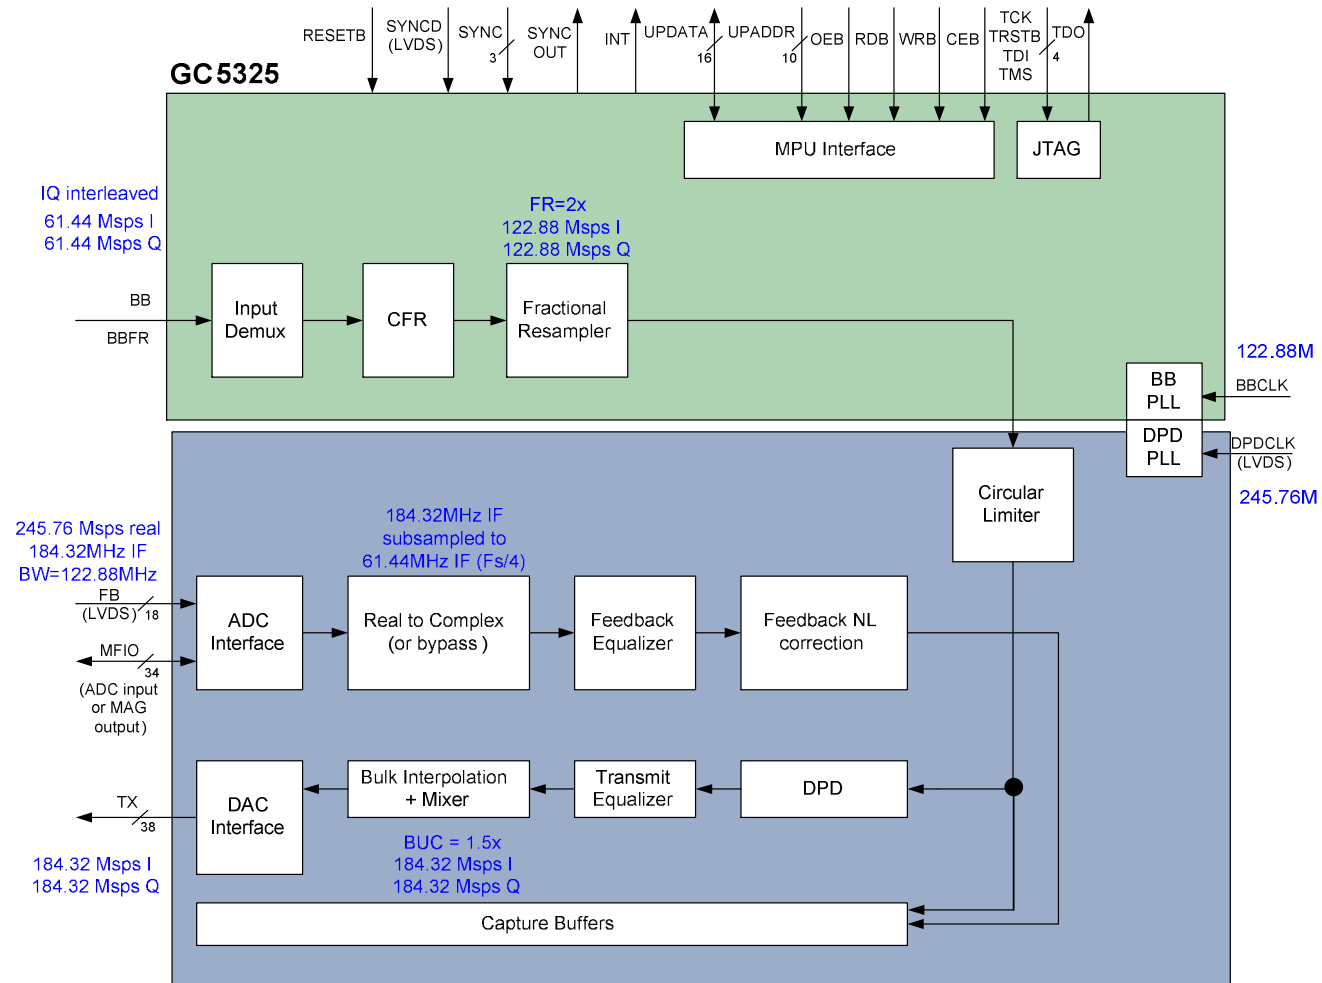 RESETB
SYNCD
(LVDS)
SYNC
3
SYNC
OUT
INT
UPDATA
16
UPADDR
10
OEB
RDB
WRB
CEB
TCK
TRSTB
TDI
TMS
4
TDO
GC5325
MPU Interface
JTAG
IQ interleaved
61.44 Msps I
61.44 Msps Q
FR=2x
122.88 Msps I
122.88 Msps Q
BB
BBFR
Input
Demux
CFR
Fractional
Resampler
122.88M
BB
PLL
BBCLK
DPD
PLL
DPDCLK
(LVDS)
245.76M
Circular
Limiter
245.76 Msps real
184.32MHz IF
BW=122.88MHz
184.32MHz IF
subsampled to
61.44MHz IF (Fs/4)
FB
(LVDS)
18
MFIO
34
(ADC input
or MAG
output)
ADC
Interface
Real to Complex
(or bypass)
Feedback
Equalizer
Feedback NL
correction
TX
38
DAC
Interface
Bulk Interpolation
+ Mixer
Transmit
Equalizer
DPD
184.32 Msps I
184.32 Msps Q
BUC = 1.5x
184.32 Msps I
184.32 Msps Q
Capture Buffers